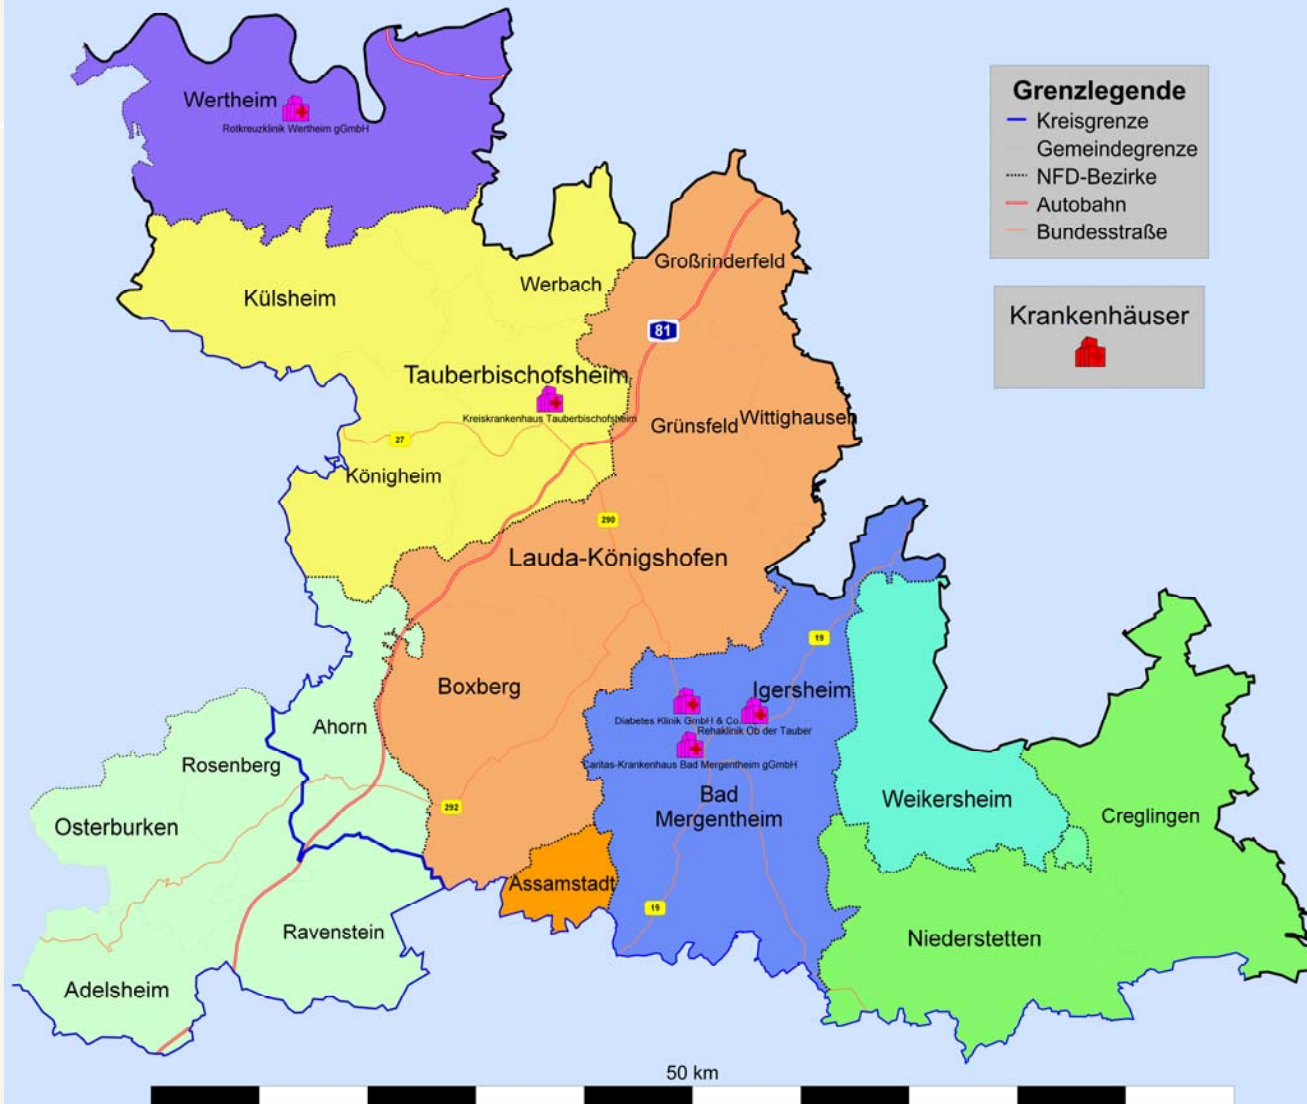 Wertheim
Rotkreuzklinik Wertheim gGmbH
Grenzlegende
Kreisgrenze
Gemeindegrenze
NFD-Bezirke
Autobahn
Bundesstraße
Krankenhäuser
Großrinderfeld
Werbach
Külsheim
81
Tauberbischofsheim
Kreiskrankenhaus Tauberbischofsheim
Grünsfeld
Wittighausen
27
Königheim
290
Lauda-Königshofen
19
Boxberg
Igersheim
Diabetes Klinik GmbH & Co.
Rehaklinik Ob der Tauber
Caritas-Krankenhaus Bad Mergentheim gGmbH
Ahorn
Rosenberg
Bad
Mergentheim
Weikersheim
292
Osterburken
Creglingen
Assamstadt
19
Ravenstein
Niederstetten
Adelsheim
50 km